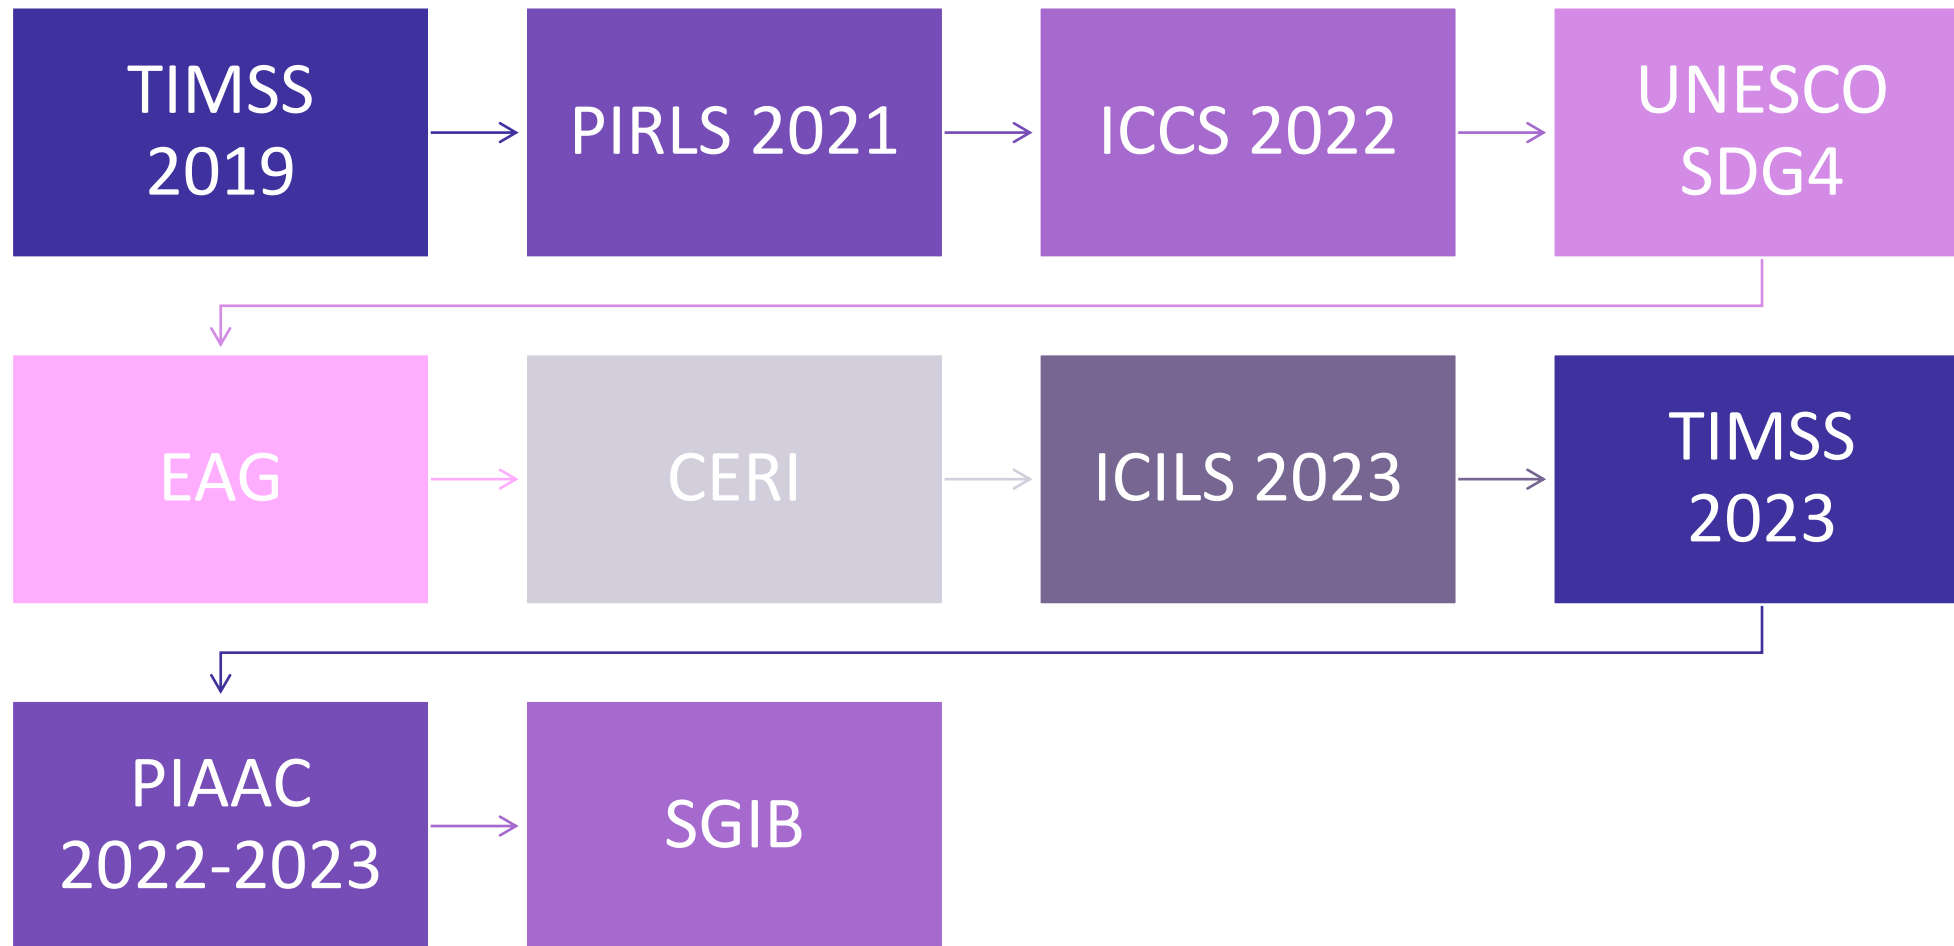 TIMSS
2019
PIRLS 2021
ICCS 2022
UNESCO
SDG4
EAG
CERI
ICILS 2023
TIMSS
2023
PIAAC
2022-2023
SGIB